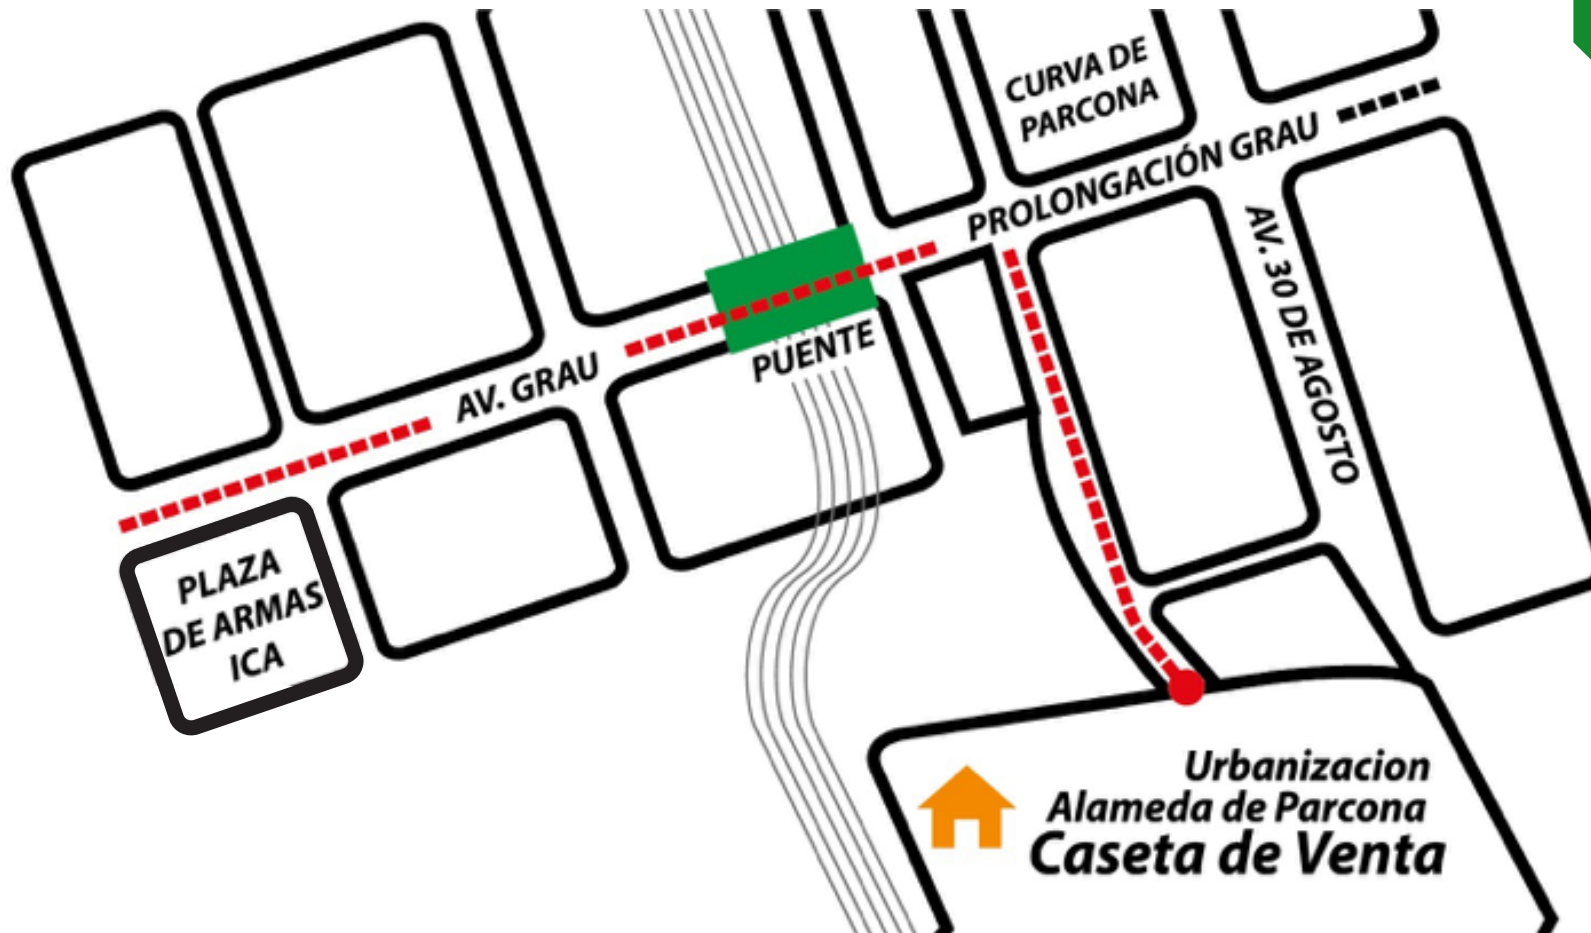 CURVA DE
PARCONA
PROLONGACIÓN GRAU
AV. 30 DE AGOSTO
PUENTE
AV. GRAU
PLAZA
DE ARMAS
ICA
Urbanizacion
Alameda de Parcona
Caseta de Venta